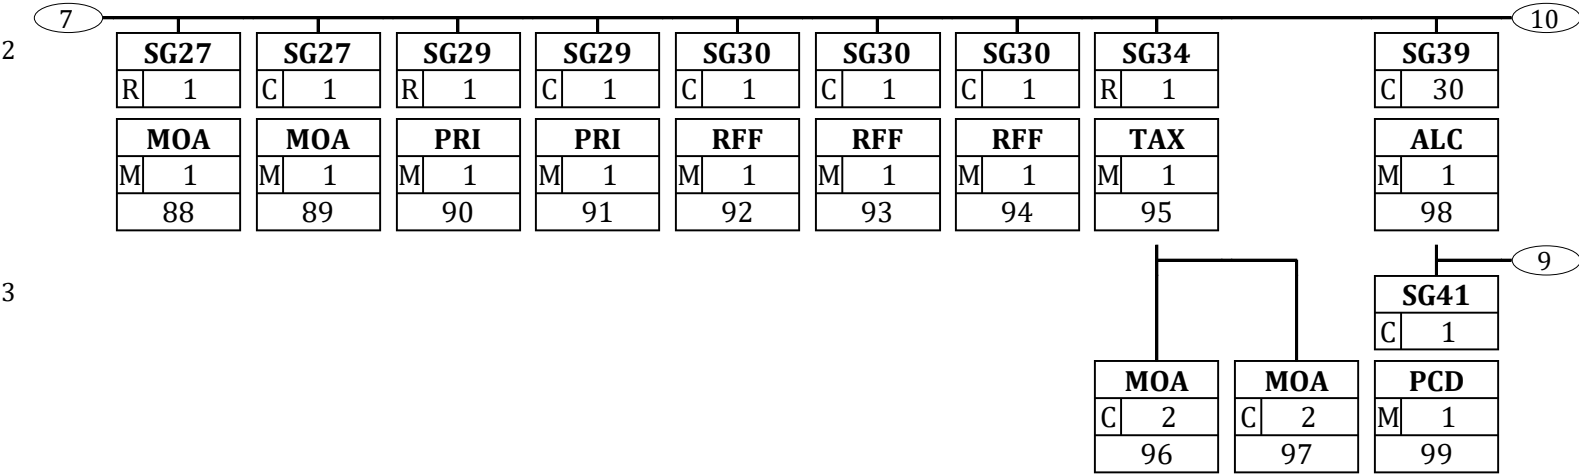 7 10
2 SG27 SG27 SG29 SG29 SG30 SG30 SG30 SG34 SG39
R 1 C 1 R 1 C 1 C 1 C 1 C 1 R 1 C 30
MOA MOA PRI PRI RFF RFF RFF TAX ALC
M 1 M 1 M 1 M 1 M 1 M 1 M 1 M 1 M 1
88 89 90 91 92 93 94 95 98
9
3 SG41
C 1
MOA MOA PCD
C 2 C 2 M 1
96 97 99